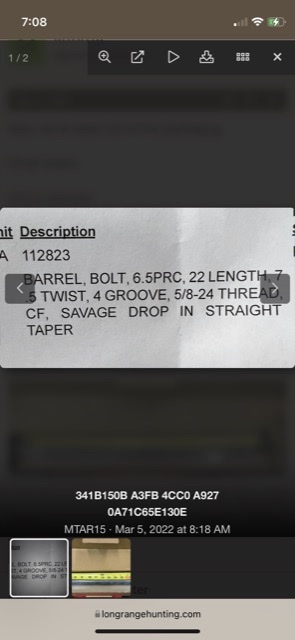 7:08
1/2
Description
112823
BARREL, BOLT, 6.5PRC, 22 LENGTH, 7
.5 TWIST, 4 GROOVE, 5/8-24 THREAD,
CF, SAVAGE DROP IN STRAIGHT
TAPER
341B150B A3FB 4CC0 A927
0A71C65E130E
MTAR15 · Mar 5, 2022 at 8:18 AM
longrangehunting.com